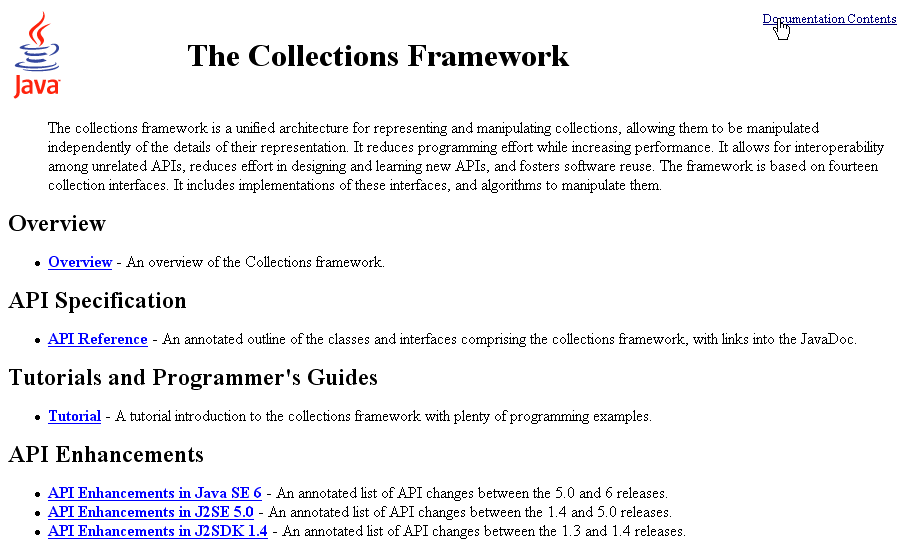 Documentation Contents
Java
The Collections Framework
The collections framework is a unified architecture for representing and manipulating collections, allowing them to be manipulated
independently of the details of their representation. It reduces programming effort while increasing performance. It allows for interoperability
among unrelated APIs, reduces effort in designing and learning new APIs, and fosters software reuse. The framework is based on fourteen
collection interfaces. It includes implementations of these interfaces, and algorithms to manipulate them.
Overview
• Overview - An overview of the Collections framework.
API Specification
• API Reference - An annotated outline of the classes and interfaces comprising the collections framework, with links into the JavaDoc.
Tutorials and Programmer's Guides
• Tutorial - A tutorial introduction to the collections framework with plenty of programming examples.
API Enhancements
• API Enhancements in Java SE 6 - An annotated list of API changes between the 5.0 and 6 releases.
• API Enhancements in J2SE 5.0 - An annotated list of API changes between the 1.4 and 5.0 releases.
• API Enhancements in J2SDK 1.4 - An annotated list of API changes between the 1.3 and 1.4 releases.